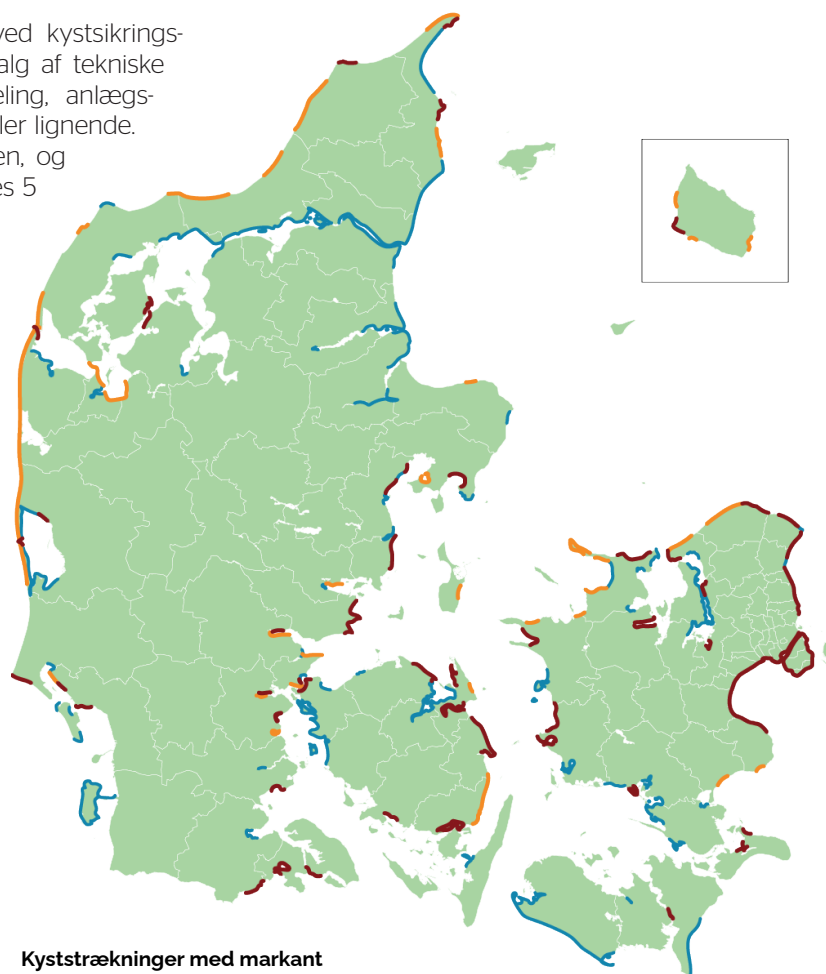 ved kystsikrings-
alg af tekniske
eling, anlægs-
ler lignende.
en, og
es 5
Kyststrækninger med markant